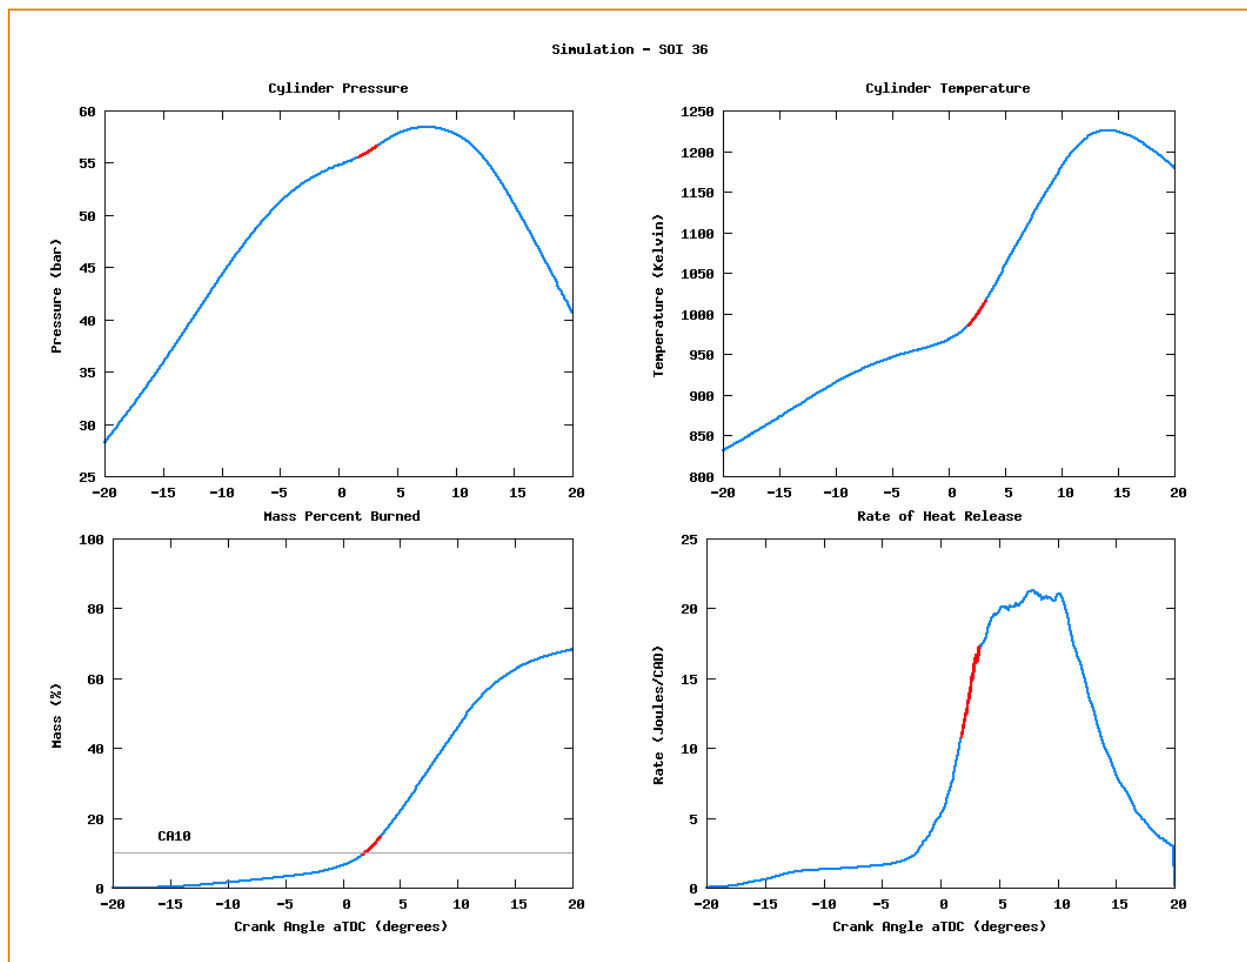 Simulation - SOI 36
Cylinder Pressure
60
55
50
45
40
35
30
25
Pressure (bar)
-20 -15 -10 -5 0 5 10 15 20
Cylinder Temperature
1250
1200
1150
1100
1050
1000
950
900
850
800
Temperature (Kelvin)
-20 -15 -10 -5 0 5 10 15 20
Mass Percent Burned
100
80
60
40
20
0
Mass (%)
CA10
-20 -15 -10 -5 0 5 10 15 20
Crank Angle aTDC (degrees)
Rate of Heat Release
25
20
15
10
5
0
Rate (Joules/CAD)
-20 -15 -10 -5 0 5 10 15 20
Crank Angle aTDC (degrees)